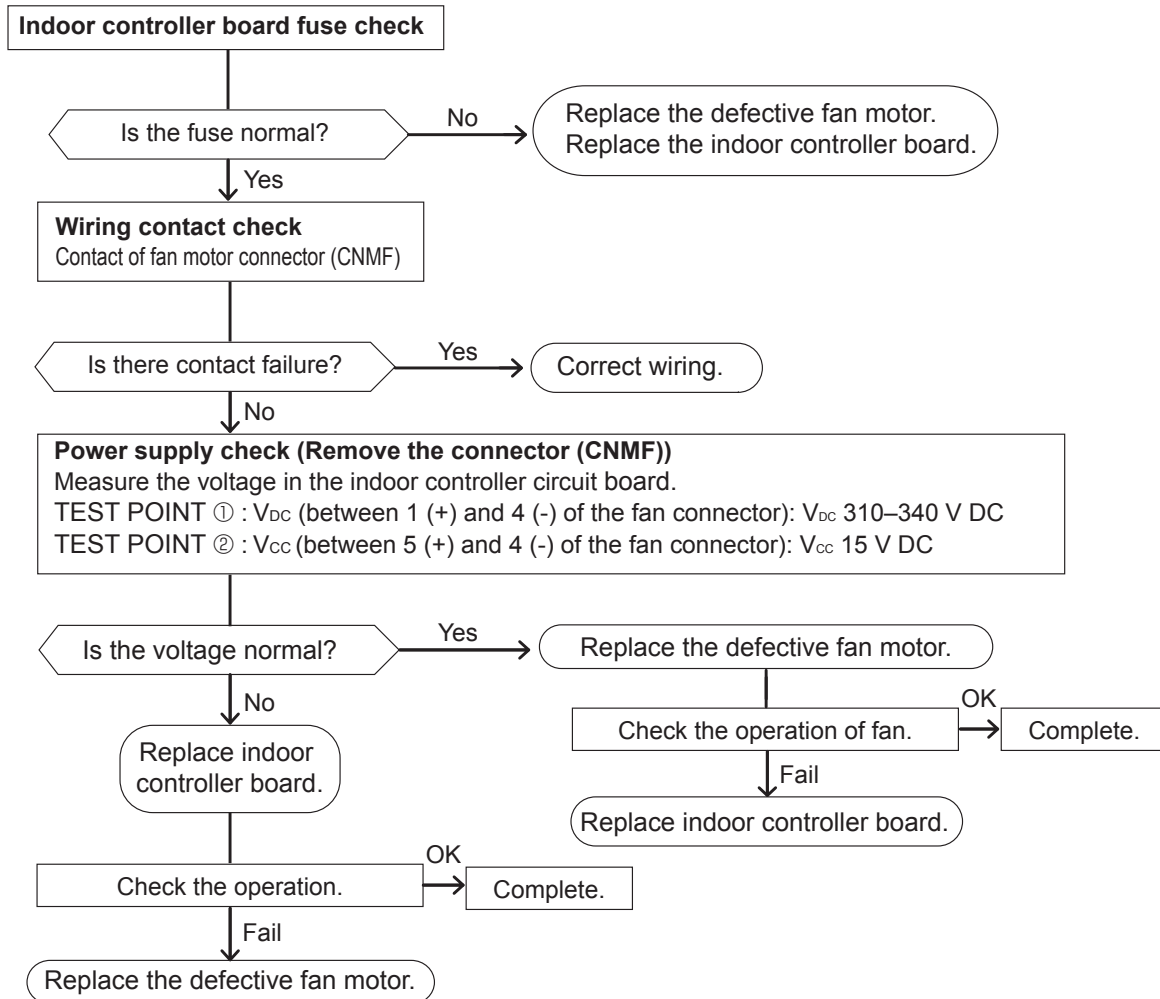 Indoor controller board fuse check
Is the fuse normal?
No
Replace the defective fan motor.
Replace the indoor controller board.
Yes
Wiring contact check
Contact of fan motor connector (CNMF)
Is there contact failure?
Yes
Correct wiring.
No
Power supply check (Remove the connector (CNMF))
Measure the voltage in the indoor controller circuit board.
TEST POINT ① : VDC (between 1 (+) and 4 (-) of the fan connector): VDC 310–340 V DC
TEST POINT ② : VCC (between 5 (+) and 4 (-) of the fan connector): VCC 15 V DC
Is the voltage normal?
Yes
Replace the defective fan motor.
No
OK
Check the operation of fan.
Complete.
Replace indoor
controller board.
Fail
Replace indoor controller board.
OK
Check the operation.
Complete.
Fail
Replace the defective fan motor.